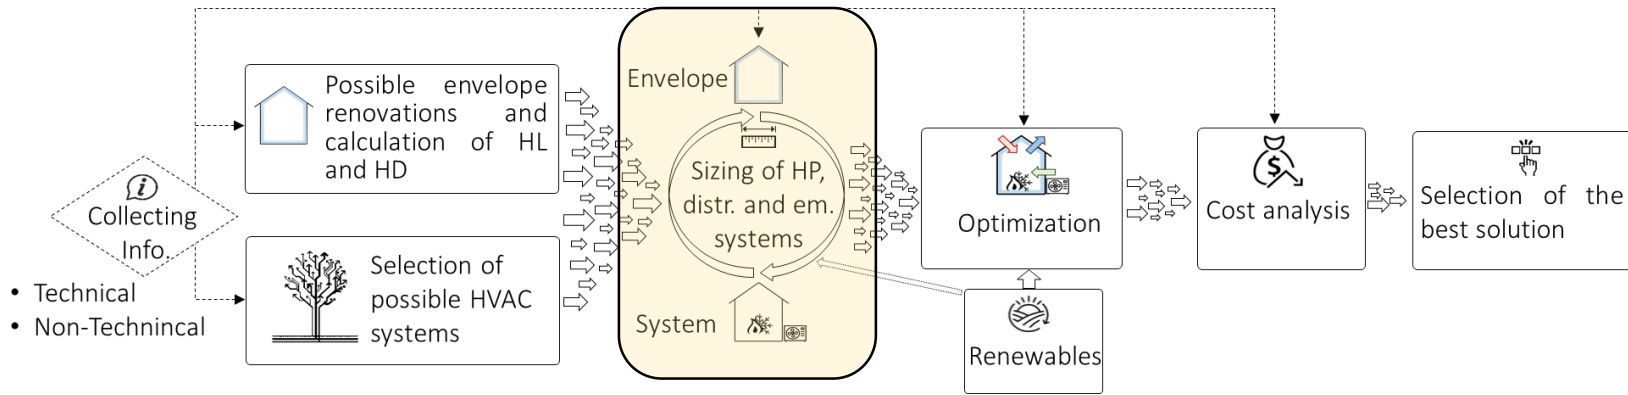 Collecting
Info.
• Technical
• Non-Technincal
Possible envelope
renovations and
calculation of HL
and HD
Selection of
possible HVAC
systems
Envelope
Sizing of HP,
distr. and em.
systems
System
Optimization
Renewables
$
Cost analysis
Selection of the
best solution